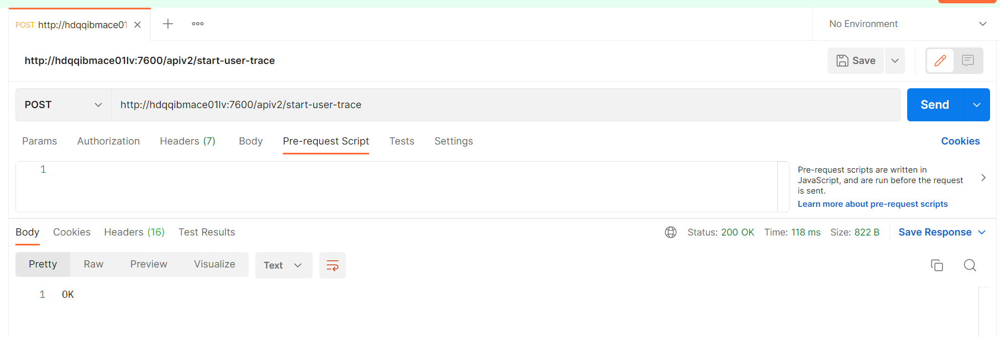 POST http://hdqqibmace01
No Environment
http://hdqqibmace01lv:7600/apiv2/start-user-trace
Save
POST http://hdqqibmace01lv:7600/apiv2/start-user-trace
Send
Params Authorization Headers (7) Body Pre-request Script Tests Settings Cookies
1
Pre-request scripts are written in
JavaScript, and are run before the request
is sent.
Learn more about pre-request scripts
Body Cookies Headers (16) Test Results
Status: 200 OK Time: 118 ms Size: 822 B Save Response
Pretty Raw Preview Visualize Text
1 OK